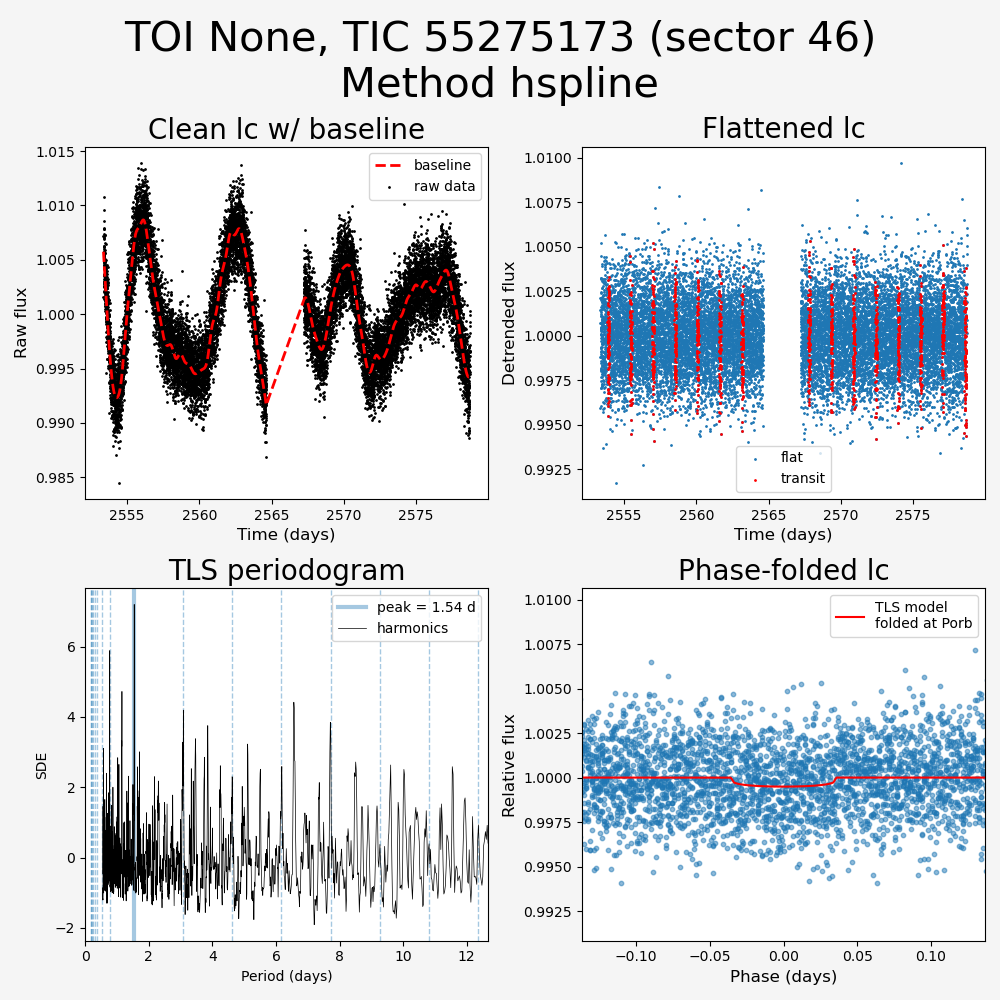 TOI None, TIC 55275173 (sector 46)
Method hspline
Clean lc w/ baseline
Raw flux
1.015
1.010
1.005
1.000
0.995
0.990
0.985
baseline
raw data
2555 2560 2565 2570 2575
Time (days)
Flattened lc
Detrended flux
1.0100
1.0075
1.0050
1.0025
1.0000
0.9975
0.9950
0.9925
flat
transit
2555 2560 2565 2570 2575
Time (days)
TLS periodogram
SDE
6
4
2
0
−2
peak = 1.54 d
harmonics
0 2 4 6 8 10 12
Period (days)
Phase-folded lc
Relative flux
1.0100
1.0075
1.0050
1.0025
1.0000
0.9975
0.9950
0.9925
TLS model
folded at Porb
−0.10 −0.05 0.00 0.05 0.10
Phase (days)